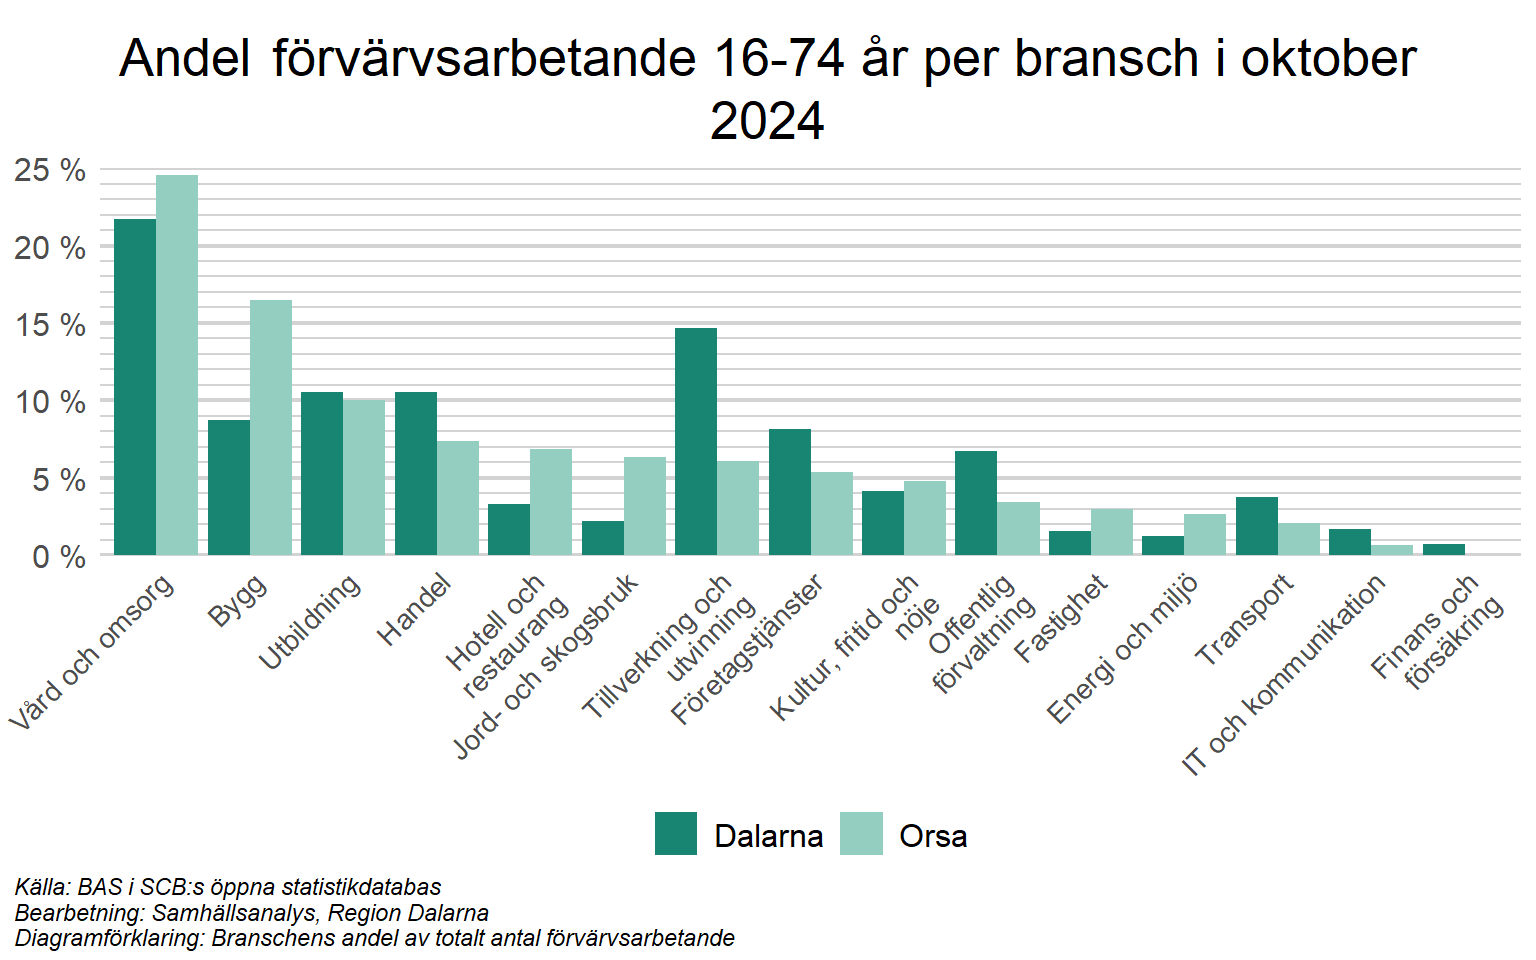 Andel förvärvsarbetande 16-74 år per bransch i oktober
2024
25 %
20 %
15 %
10 %
5 %
0 %
Vård och omsorg
Bygg
Utbildning
Handel
Hotell och
restaurang
Jord- och skogsbruk
Tillverkning och
utvinning
Företagstjänster
Kultur, fritid och
nöje
Offentlig
förvaltning
Fastighet
Energi och miljö
Transport
IT och kommunikation
Finans och
försäkring
Dalarna
Orsa
Källa: BAS i SCB:s öppna statistikdatabas
Bearbetning: Samhällsanalys, Region Dalarna
Diagramförklaring: Branschens andel av totalt antal förvärvsarbetande